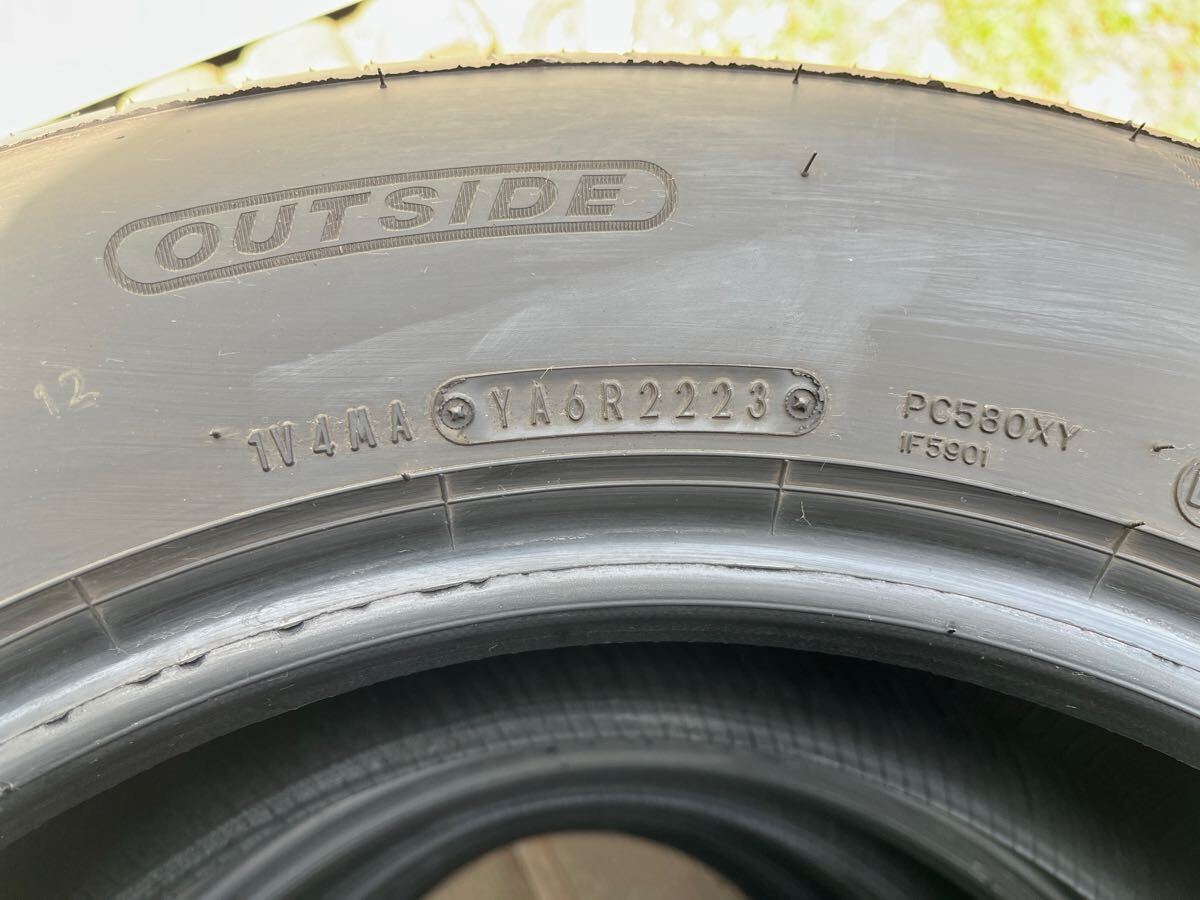 OUTSIDE
12
1V4MA YA6R2223
PC580XY
1F5901